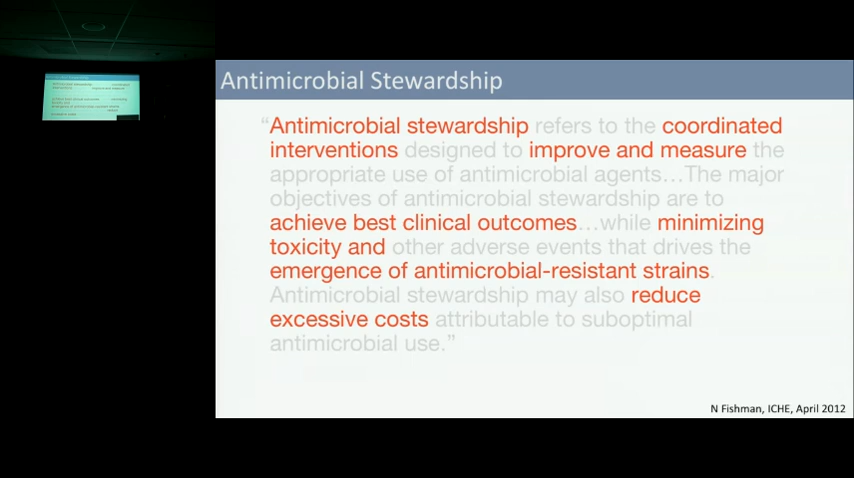 Antimicrobial Stewardship
“Antimicrobial stewardship refers to the coordinated
interventions designed to improve and measure the
appropriate use of antimicrobial agents…The major
objectives of antimicrobial stewardship are to
achieve best clinical outcomes…while minimizing
toxicity and other adverse events that drives the
emergence of antimicrobial-resistant strains.
Antimicrobial stewardship may also reduce
excessive costs attributable to suboptimal
antimicrobial use.”
N Fishman, ICHE, April 2012